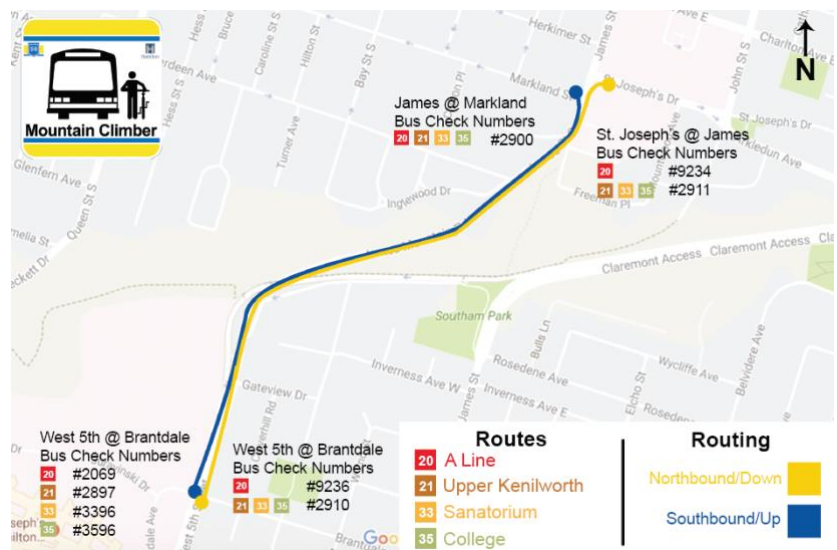 Mountain Climber
Hess St S
Bruce
Caroline St S
Hilton St
Bay St S
Herkimer St
James St
Charlton Ave E
N
John St S
Markland St
St Joseph's Dr
James @ Markland
Bus Check Numbers
20 21 33 35 #2900
St. Joseph's @ James
Bus Check Numbers
20 #9234
21 33 35 #2911
St Joseph's Dr
Turner Ave
Glenfern Ave
Queen St S
Inglewood Dr
Freeman Pl
Claremont Access
Claremont Access
Southam Park
Bulls Ln
Rosedene Ave
Wycliffe Ave
Belvidere Ave
Inverness Ave W
Inverness Ave E
James St
Elcho St
Gateview Dr
West 5th @ Brantdale
Bus Check Numbers
20 #2069
21 #2897
33 #3396
35 #3596
West 5th @ Brantdale
Bus Check Numbers
20 #9236
21 33 35 #2910
West 5th
Goo
Routes
20 A Line
21 Upper Kenilworth
33 Sanatorium
35 College
Routing
Northbound/Down
Southbound/Up